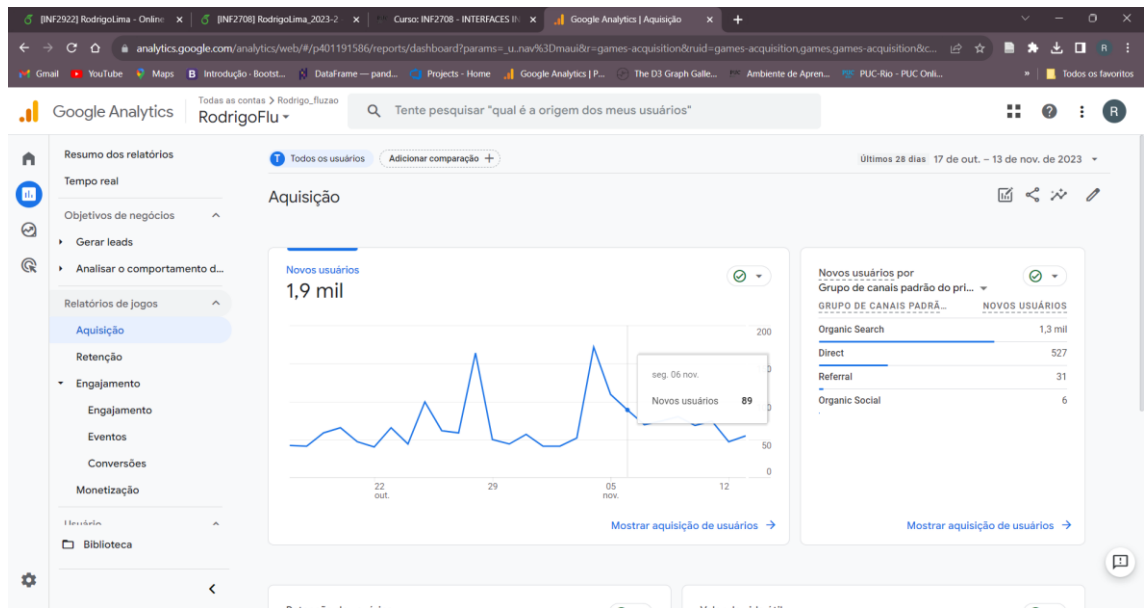 [INF2922] RodrigoLima - Online
[INF2708] RodrigoLima_2023-2
Curso: INF2708 - INTERFACES IN
Google Analytics | Aquisição
analytics.google.com/analytics/web/#/p401191586/reports/dashboard?params=_u..nav%3Dmaui&r=games-acquisition&ruid=games-acquisition,games,games-acquisition&c...
R
Gmail
YouTube
Maps
Introdução · Bootst...
DataFrame — pand...
Projects - Home
Google Analytics | P...
The D3 Graph Galle...
Ambiente de Apren...
PUC-Rio - PUC Onli...
»
Todos os favoritos
Google Analytics
Todas as contas > Rodrigo_fluzao
RodrigoFlu
Tente pesquisar "qual é a origem dos meus usuários"
R
Resumo dos relatórios
Tempo real
Objetivos de negócios
Gerar leads
Analisar o comportamento d...
Relatórios de jogos
Aquisição
Retenção
Engajamento
Engajamento
Eventos
Conversões
Monetização
Usuário
Biblioteca
T Todos os usuários
Adicionar comparação +
Últimos 28 dias 17 de out. – 13 de nov. de 2023
Aquisição
Novos usuários
1,9 mil
200
seg. 06 nov.
Novos usuários 89
50
0
22
out.
29
05
nov.
12
Mostrar aquisição de usuários →
Novos usuários por
Grupo de canais padrão do pri...
GRUPO DE CANAIS PADRÃ... NOVOS USUÁRIOS
Organic Search 1,3 mil
Direct 527
Referral 31
Organic Social 6
Mostrar aquisição de usuários →